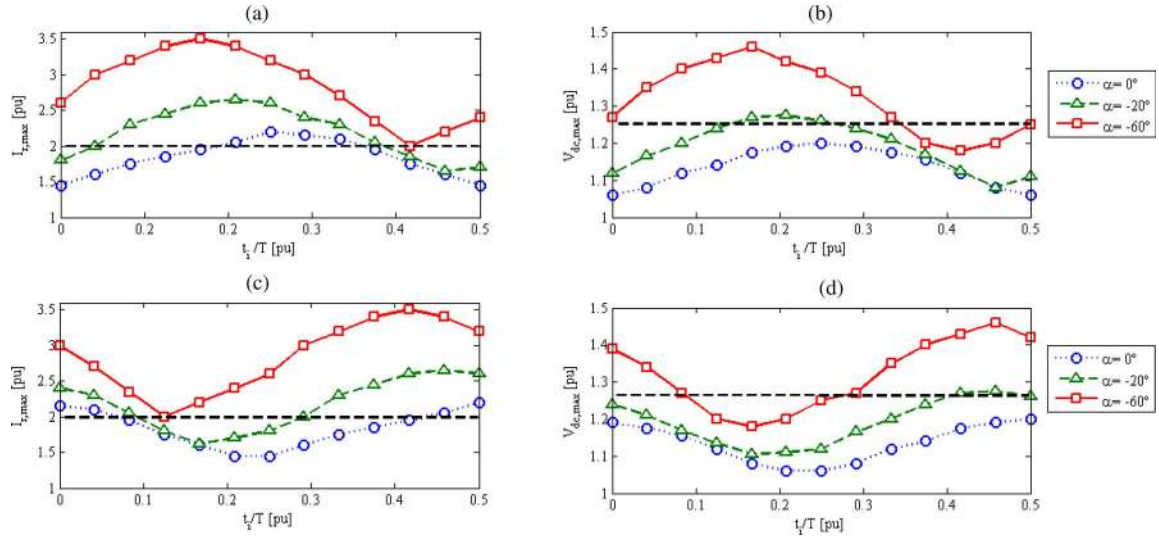 (a)
(b)
3.5
3
2.5
2
1.5
1
I_r,max [pu]
0
0.2
0.2
0.3
0.4
0.5
t_i/T [pu]
1.5
1.4
1.3
1.2
1.1
1
V_dc,max [pu]
0
0.2
0.2
0.3
0.4
0.5
t_i/T [pu]
α= 0°
α= -20°
α= -60°
(c)
(d)
3.5
3
2.5
2
1.5
1
I_r,max [pu]
0
0.1
0.2
0.3
0.4
0.5
t_i/T [pu]
1.5
1.4
1.3
1.2
1.1
1
V_dc,max [pu]
0
0.1
0.2
0.3
0.4
0.5
t_i/T [pu]
α= 0°
α= -20°
α= -60°